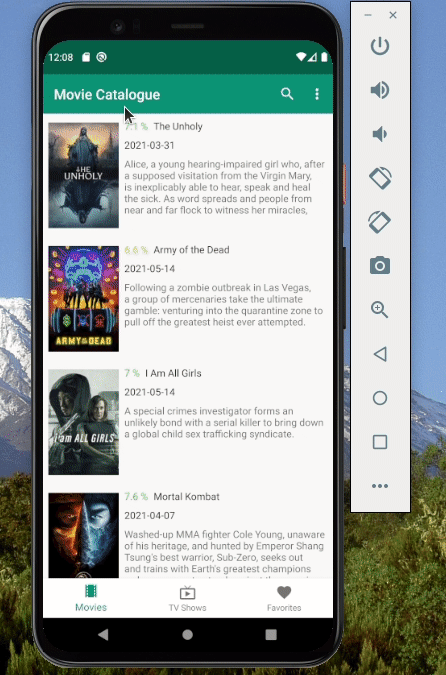 12:08
Movie Catalogue
7.1 % The Unholy
2021-03-31
Alice, a young hearing-impaired girl who, after
a supposed visitation from the Virgin Mary,
is inexplicably able to hear, speak and heal
the sick. As word spreads and people from
near and far flock to witness her miracles,
THE
UNHOLY
6.6 % Army of the Dead
2021-05-14
Following a zombie outbreak in Las Vegas,
a group of mercenaries take the ultimate
gamble: venturing into the quarantine zone to
pull off the greatest heist ever attempted.
ARMY OF THE DEAD
7 % I Am All Girls
2021-05-14
A special crimes investigator forms an
unlikely bond with a serial killer to bring down
a global child sex trafficking syndicate.
I am ALL GIRLS
7.6 % Mortal Kombat
2021-04-07
Washed-up MMA fighter Cole Young, unaware
of his heritage, and hunted by Emperor Shang
Tsung's best warrior, Sub-Zero, seeks out
and trains with Earth's greatest champions
Movies
TV Shows
Favorites